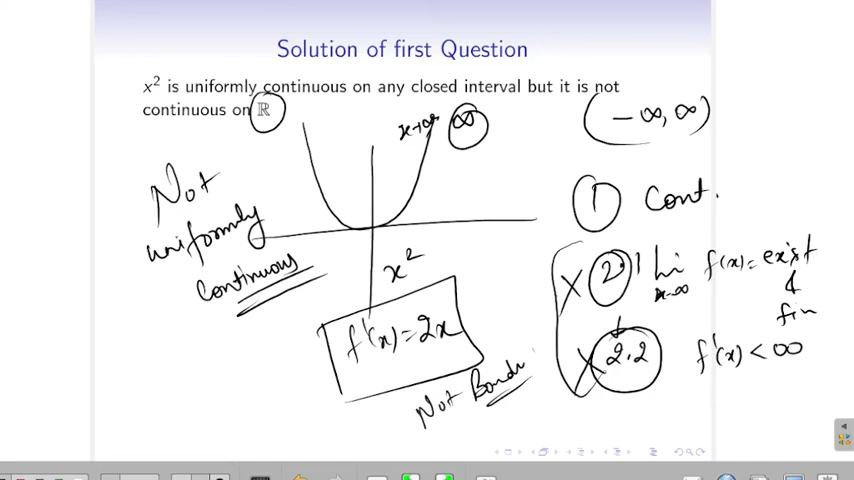 Solution of first Question
x² is uniformly continuous on any closed interval but it is not
continuous on ℝ
(-∞, ∞)
x→∞ ∞
Not
uniformly
continuous
x²
f'(x) = 2x
Not
① Cont.
X 2.1 f(x) = exist
&
fin
X 2.2 f'(x) < ∞